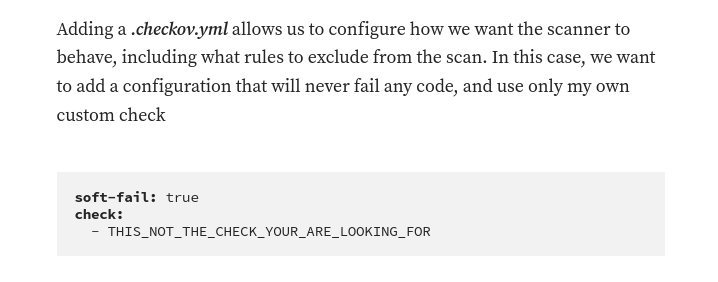 Adding a .checkov.yml allows us to configure how we want the scanner to
behave, including what rules to exclude from the scan. In this case, we want
to add a configuration that will never fail any code, and use only my own
custom check
soft-fail: true
check:
  - THIS_NOT_THE_CHECK_YOUR_ARE_LOOKING_FOR